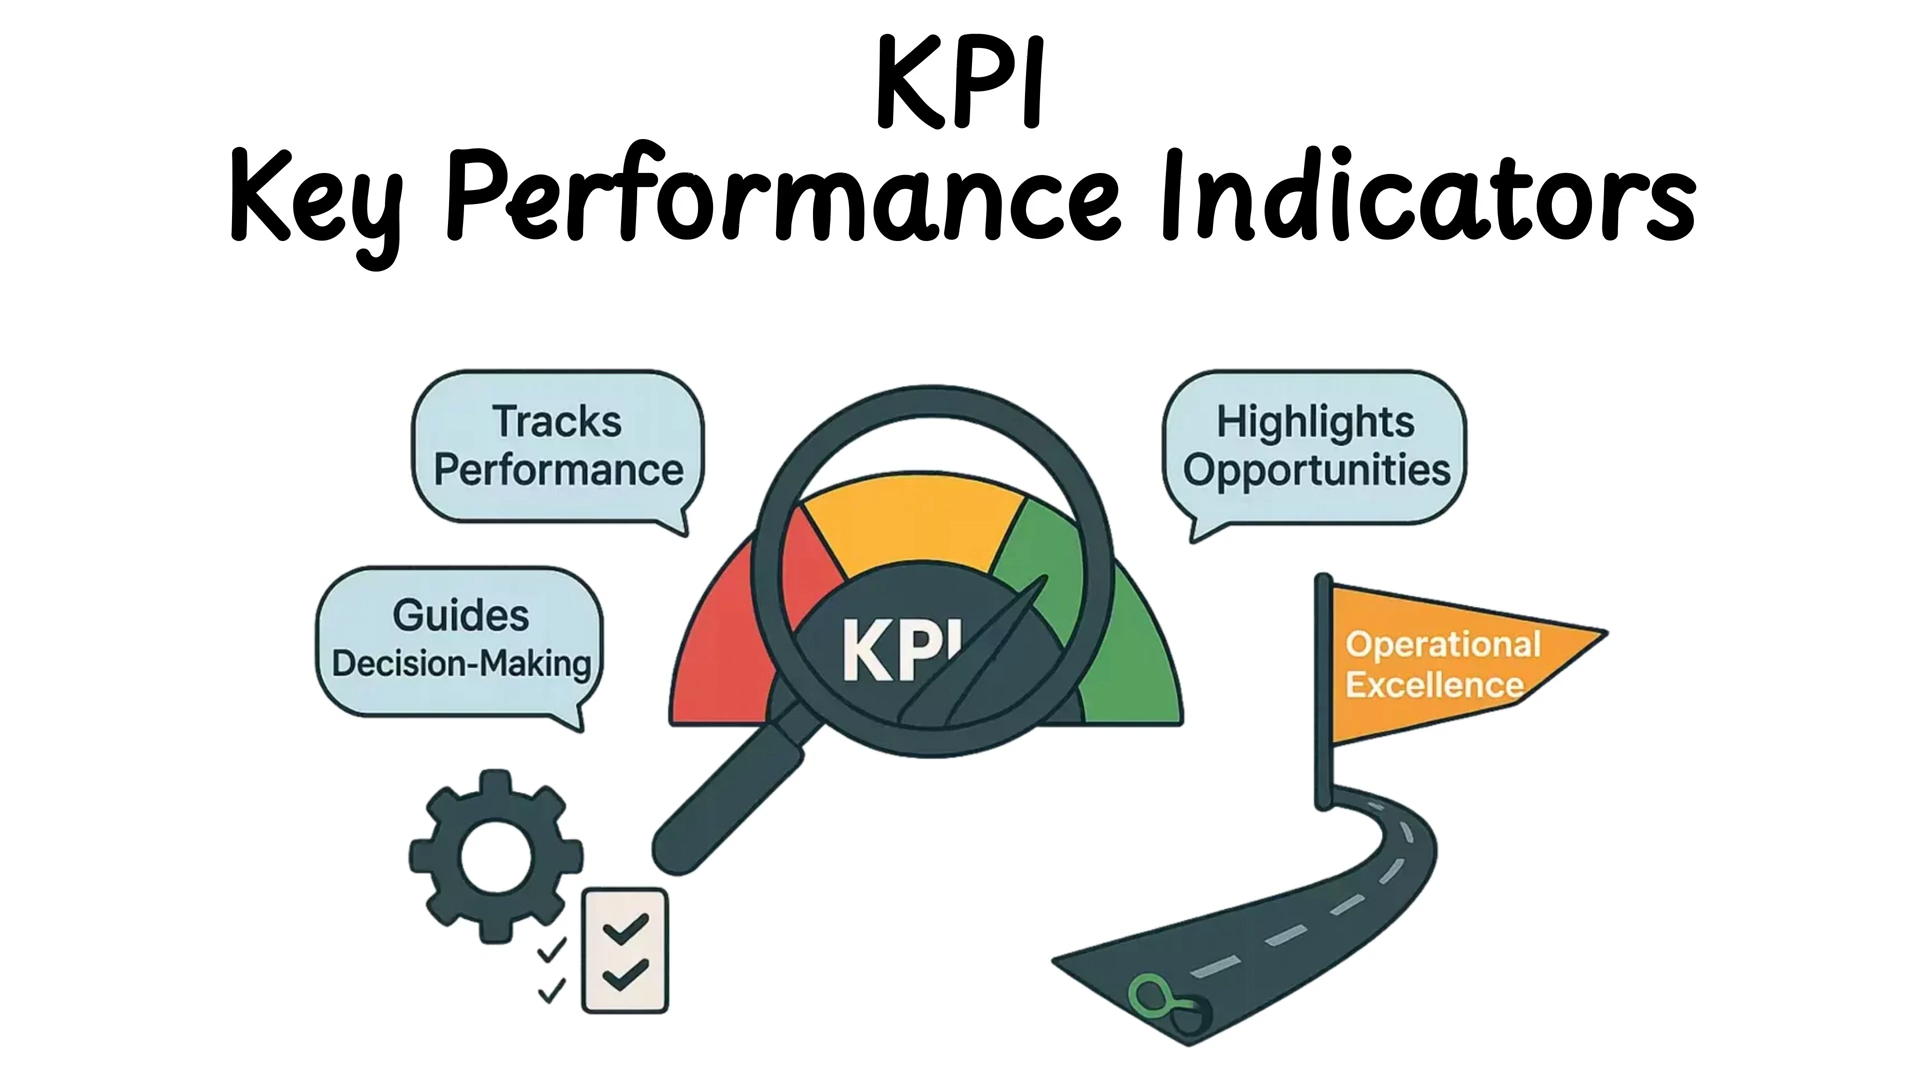 KPI
Key Performance Indicators
Tracks
Performance
Highlights
Opportunities
Guides
Decision-Making
KPI
Operational
Excellence